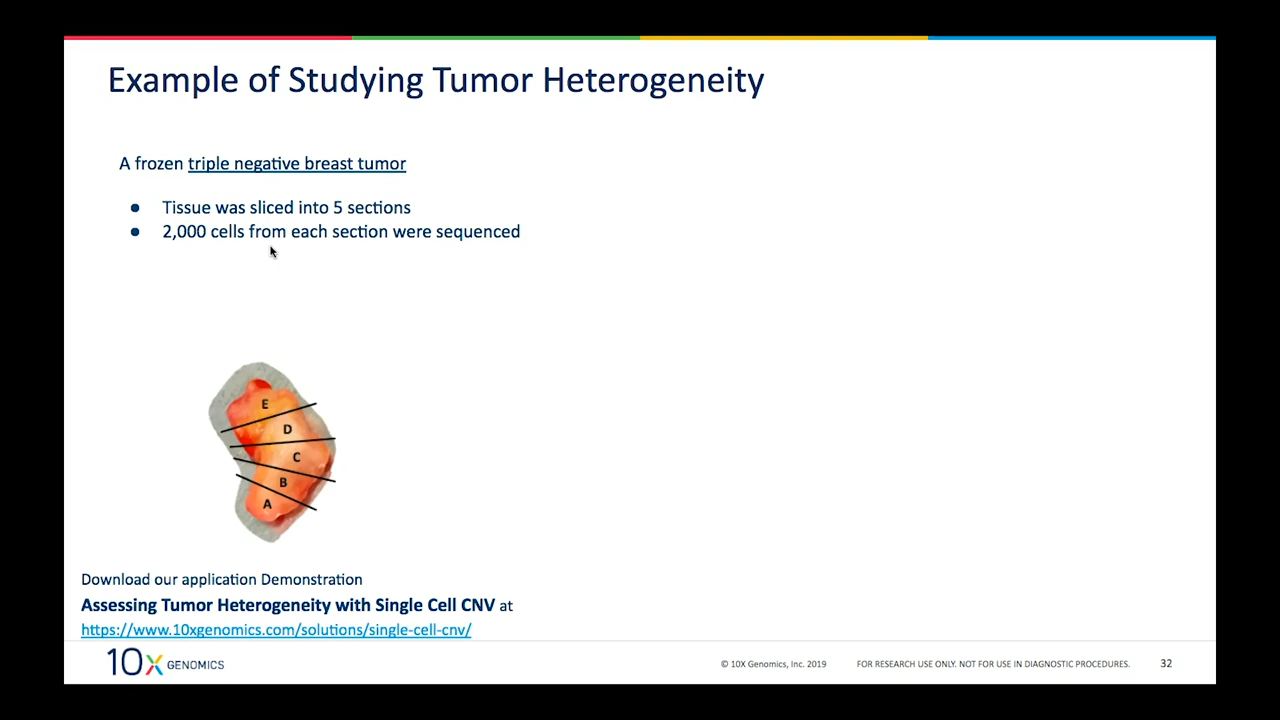 Example of Studying Tumor Heterogeneity
A frozen triple negative breast tumor
● Tissue was sliced into 5 sections
● 2,000 cells from each section were sequenced
E
D
C
B
A
Download our application Demonstration
Assessing Tumor Heterogeneity with Single Cell CNV at
https://www.10xgenomics.com/solutions/single-cell-cnv/
10X GENOMICS
© 10X Genomics, Inc. 2019
FOR RESEARCH USE ONLY. NOT FOR USE IN DIAGNOSTIC PROCEDURES.
32